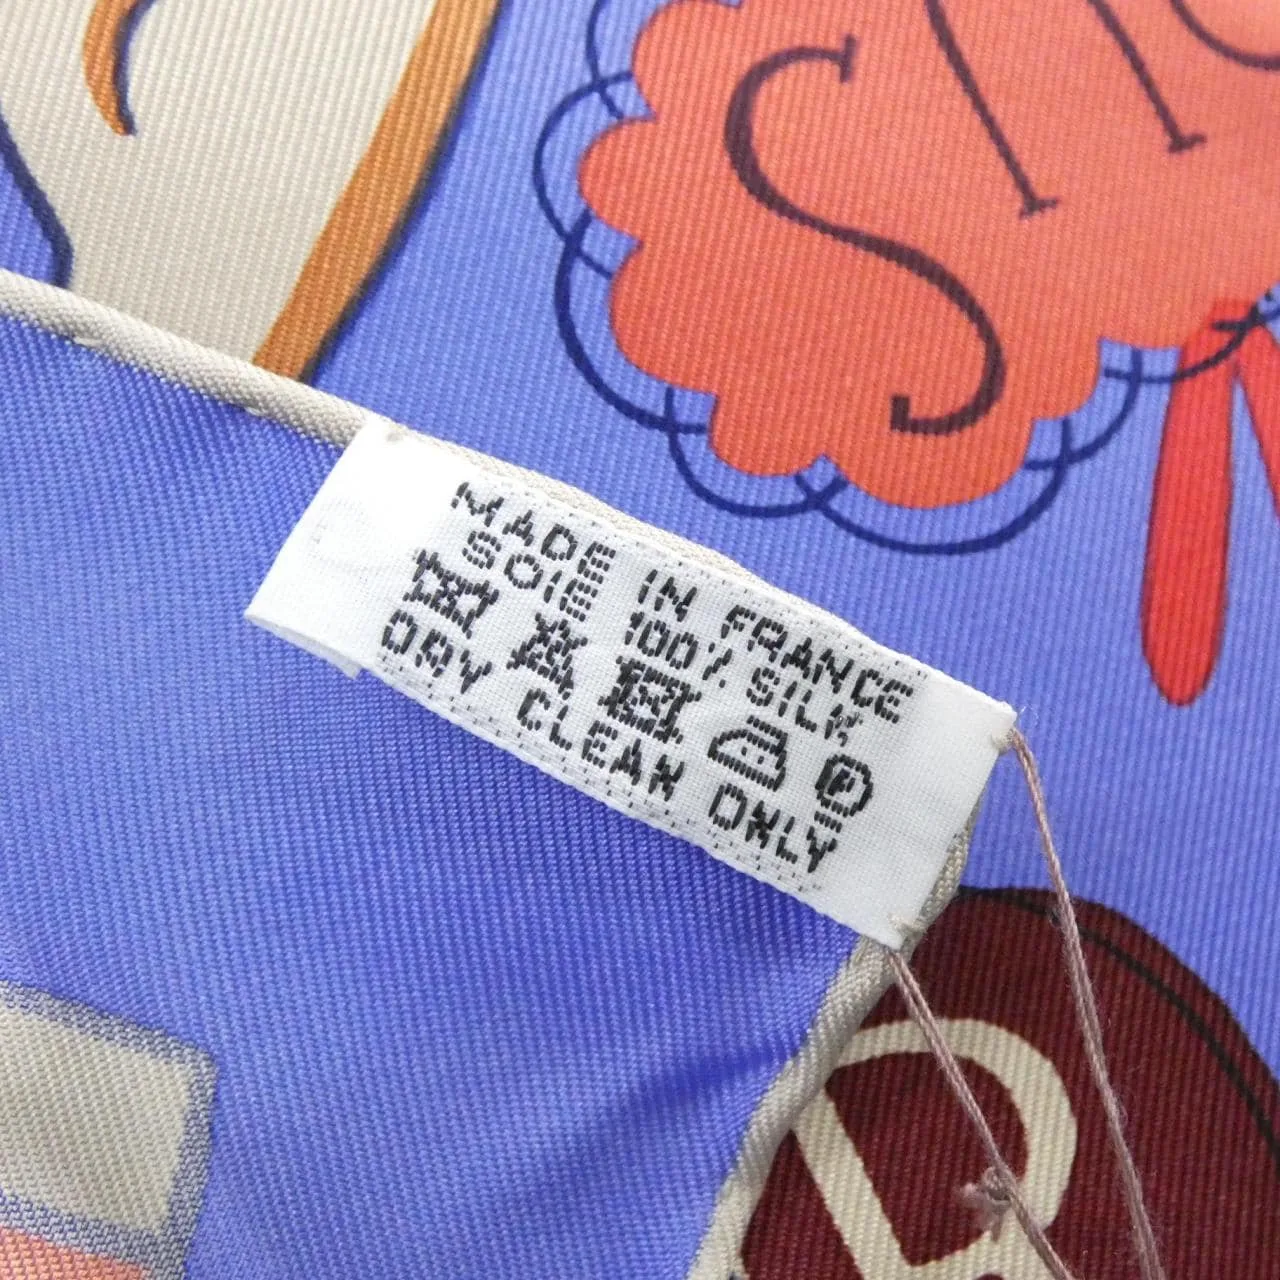 MADE IN FRANCE
SOIE 100% SILK
P
DRY CLEAN ONLY
S
R